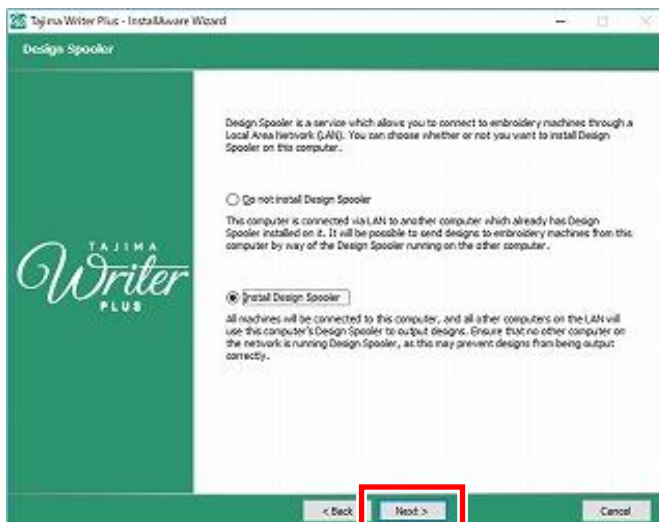 Tajima Writer Plus - InstallAware Wizard
Design Spooler
Design Spooler is a service which allows you to connect to embroidery machines through a
Local Area Network (LAN). You can choose whether or not you want to install Design
Spooler on this computer.
Do not install Design Spooler
This computer is connected via LAN to another computer which already has Design
Spooler installed on it. It will be possible to send designs to embroidery machines from this
computer by way of the Design Spooler running on the other computer.
TAJIMA
Writer
PLUS
Install Design Spooler
All machines will be connected to this computer, and all other computers on the LAN will
use this computer's Design Spooler to output designs. Ensure that no other computer on
the network is running Design Spooler, as this may prevent designs from being output
correctly.
< Back
Next >
Cancel